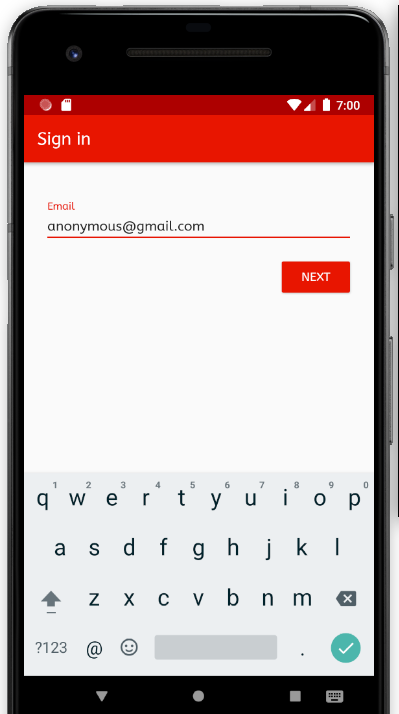 7:00
Sign in
Email
anonymous@gmail.com
NEXT
1 2 3 4 5 6 7 8 9 0
q w e r t y u i o p
a s d f g h j k l
z x c v b n m
?123 @ .